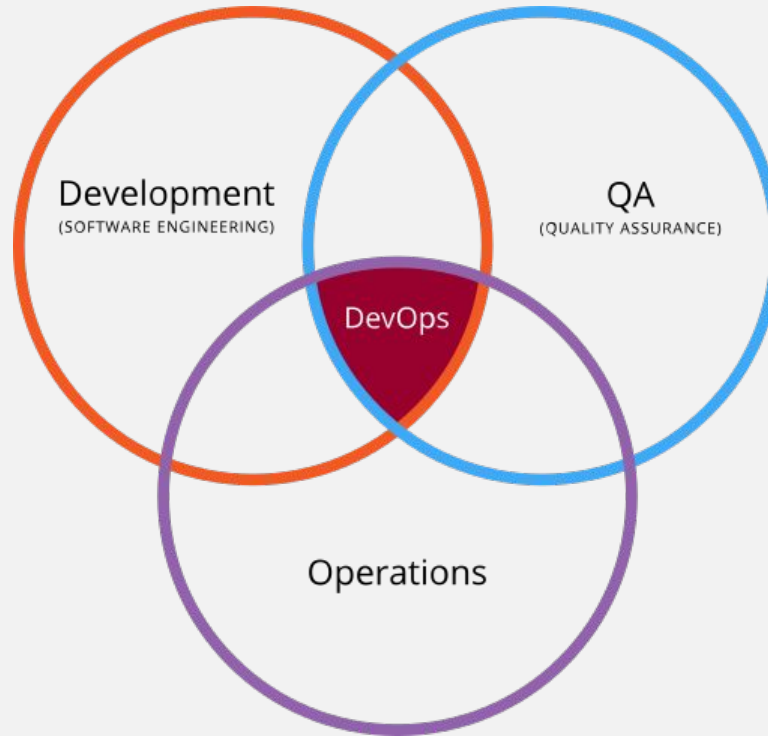 Development
(SOFTWARE ENGINEERING)
QA
(QUALITY ASSURANCE)
DevOps
Operations